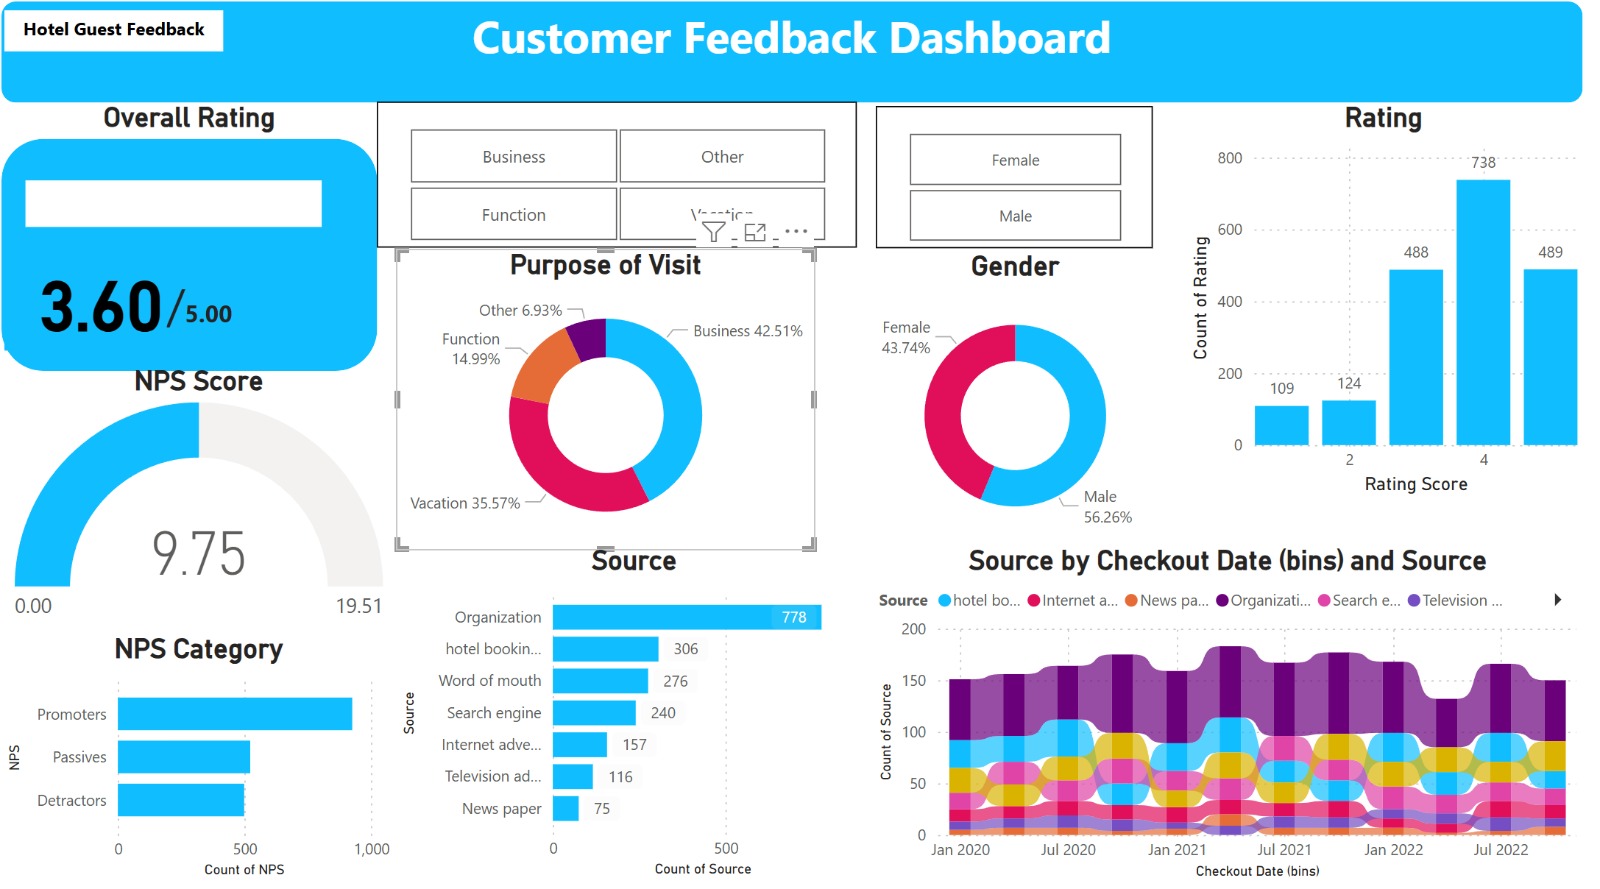 Hotel Guest Feedback
Customer Feedback Dashboard
Overall Rating
3.60/5.00
Business
Other
Function
Vacation
Female
Male
NPS Score
9.75
0.00
19.51
Purpose of Visit
Other 6.93%
Business 42.51%
Function
14.99%
Vacation 35.57%
Gender
Female
43.74%
Male
56.26%
Rating
Count of Rating
800
600
400
200
0
109
124
488
738
489
2
4
Rating Score
NPS Category
NPS
Promoters
Passives
Detractors
0
500
1,000
Count of NPS
Source
Source
Organization
778
hotel bookin...
306
Word of mouth
276
Search engine
240
Internet adve...
157
Television ad...
116
News paper
75
0
500
Count of Source
Source by Checkout Date (bins) and Source
Source
hotel bo...
Internet a...
News pa...
Organizati...
Search e...
Television ...
Count of Source
200
150
100
50
0
Jan 2020
Jul 2020
Jan 2021
Jul 2021
Jan 2022
Jul 2022
Checkout Date (bins)